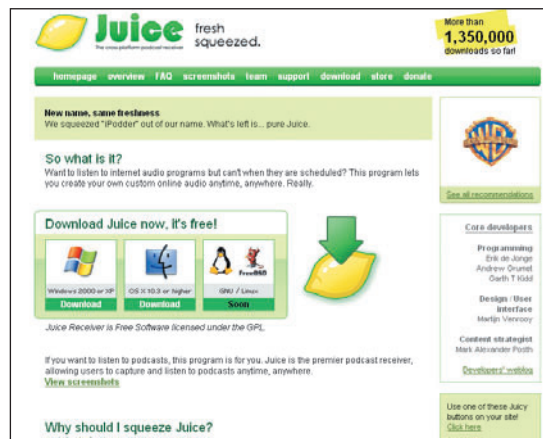 Juice
The cross-platform podcast receiver
fresh
squeezed.
More than
1,350,000
downloads so far!
homepage overview FAQ screenshots team support download store donate
New name, same freshness
We squeezed "iPodder" out of our name. What's left is... pure Juice.
So what is it?
Want to listen to internet audio programs but can't when they are scheduled? This program lets
you create your own custom online audio anytime, anywhere. Really.
Download Juice now, it's free!
Windows 2000 or XP
Download
OS X 10.3 or higher
Download
FreeBSD
GNU / Linux
Soon
Juice Receiver is Free Software licensed under the GPL.
If you want to listen to podcasts, this program is for you. Juice is the premier podcast receiver,
allowing users to capture and listen to podcasts anytime, anywhere.
View screenshots
Why should I squeeze Juice?
WB
See all recommendations
Core developers
Programming
Erik de Jonge
Andrew Grumet
Garth T Kidd
Design / User
interface
Martijn Venrooy
Content strategist
Mark Alexander Posth
Developers' weblog
Use one of these Juicy
buttons on your site!
Click here